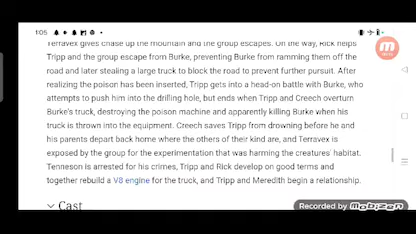 1:05
Terravex gives chase up the mountain and the group escapes. On the way, Rick helps
Tripp and the group escape from Burke, preventing Burke from ramming them off the
road and later stealing a large truck to block the road to prevent further pursuit. After
realizing the poison has been inserted, Tripp gets into a head-on battle with Burke, who
attempts to push him into the drilling hole, but ends when Tripp and Creech overturn
Burke's truck, destroying the poison machine and apparently killing Burke when his
truck is thrown into the equipment. Creech saves Tripp from drowning before he and
his parents depart back home where the others of their kind are, and Terravex is
exposed by the group for the experimentation that was harming the creatures' habitat.
Tenneson is arrested for his crimes, Tripp and Rick develop on good terms and
together rebuild a V8 engine for the truck, and Tripp and Meredith begin a relationship.
Cast
Recorded by mobizen